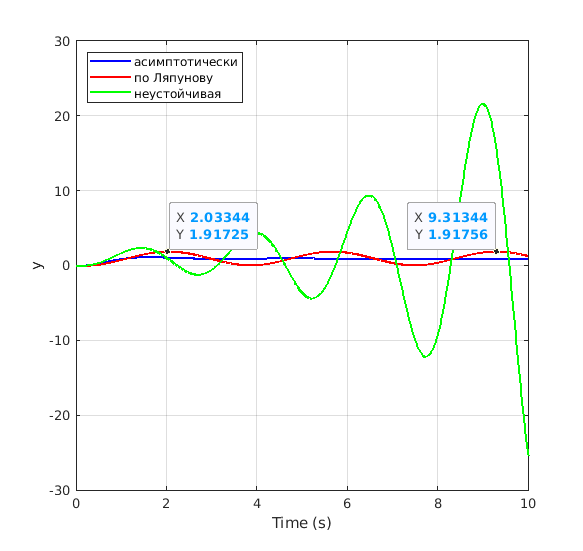 30
20
10
0
-10
-20
-30
y
асимптотически
по Ляпунову
неустойчивая
X 2.03344
Y 1.91725
X 9.31344
Y 1.91756
0 2 4 6 8 10
Time (s)